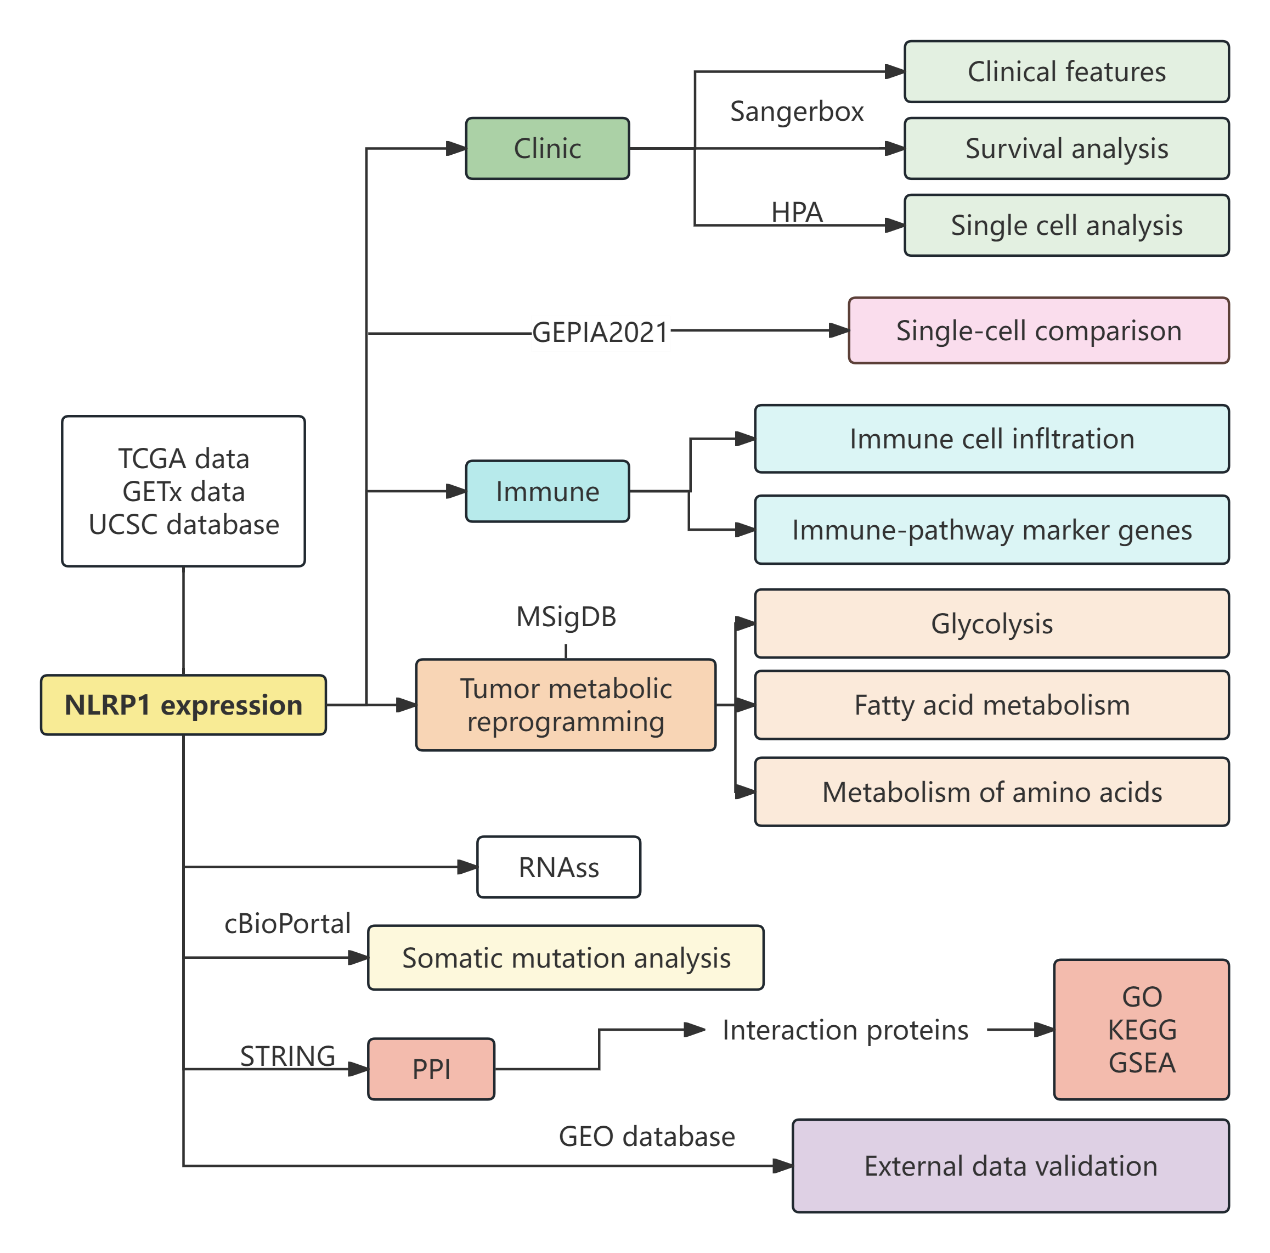 Clinical features
Sangerbox
Clinic
Survival analysis
HPA
Single cell analysis
GEPIA2021
Single-cell comparison
TCGA data
GETx data
UCSC database
Immune cell infltration
Immune
Immune-pathway marker genes
MSigDB
Glycolysis
NLRP1 expression
Tumor metabolic
reprogramming
Fatty acid metabolism
Metabolism of amino acids
RNAss
cBioPortal
Somatic mutation analysis
STRING
PPI
Interaction proteins
GO
KEGG
GSEA
GEO database
External data validation